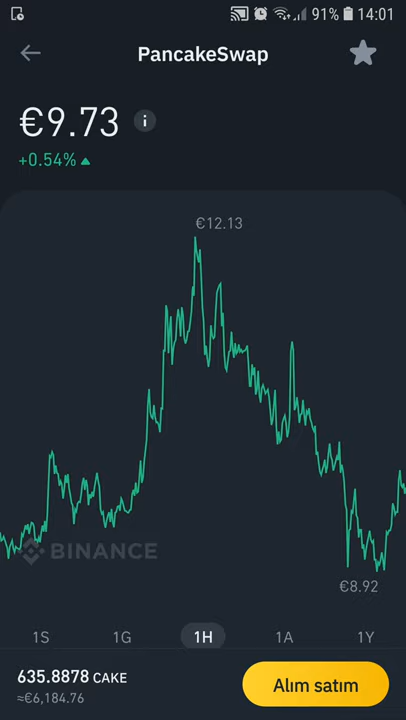 91% 14:01
PancakeSwap
€9.73 i
+0.54%
€12.13
BINANCE
€8.92
1S 1G 1H 1A 1Y
635.8878 CAKE
≈€6,184.76
Alım satım